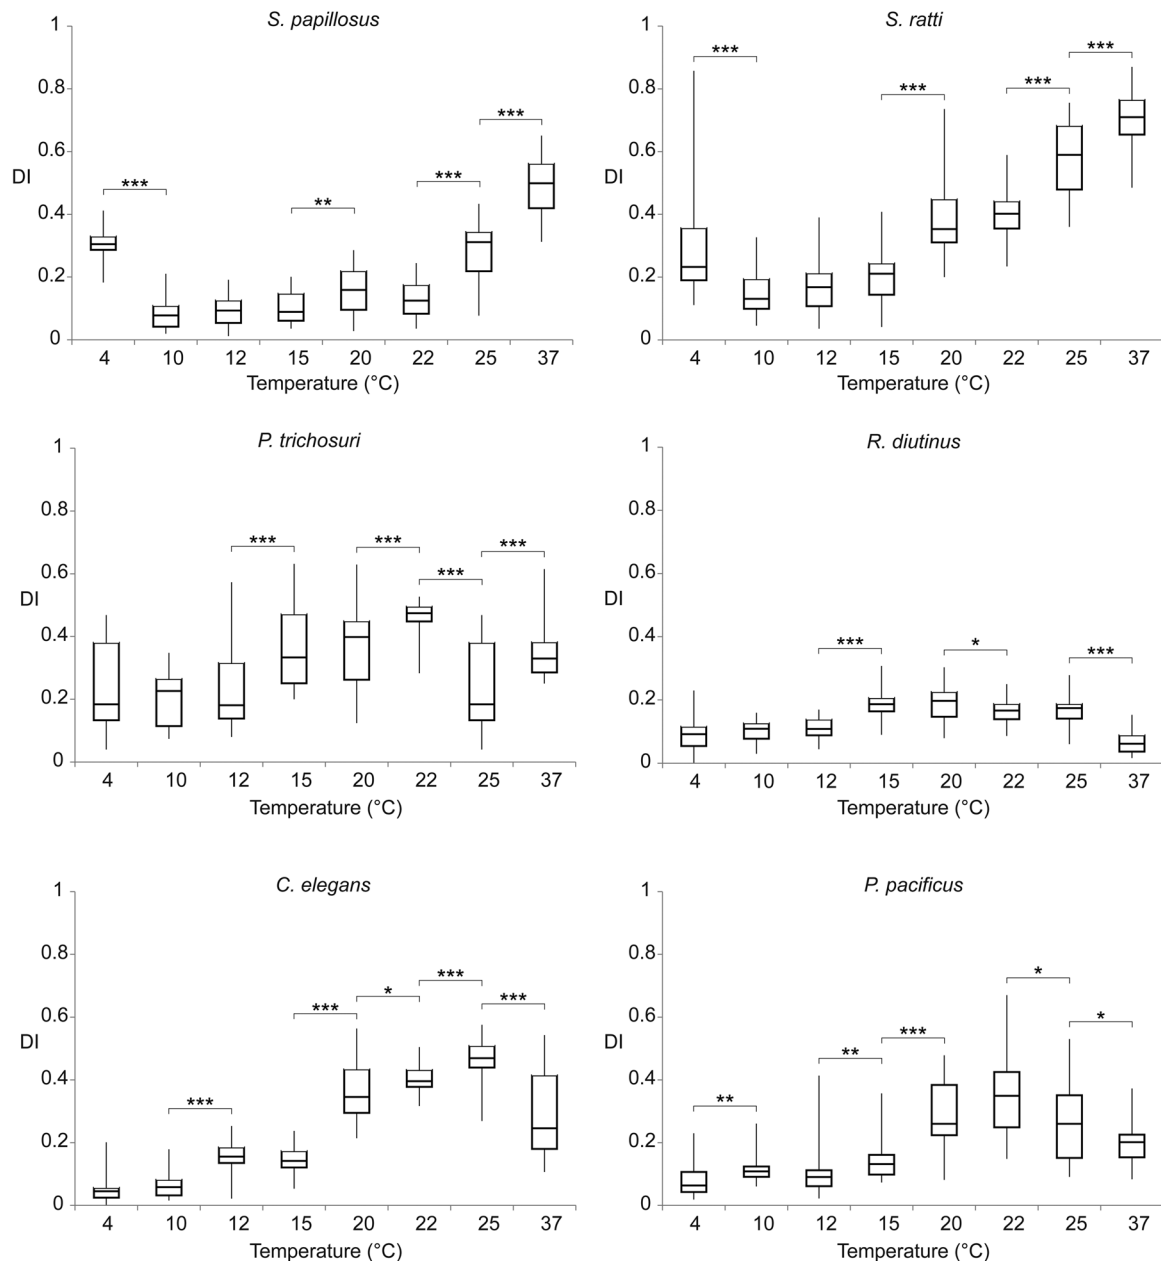 S. papillosus
1
0.8
0.6
0.4
0.2
0
DI
***
**
***
***
4 10 12 15 20 22 25 37
Temperature (°C)
S. ratti
1
0.8
0.6
0.4
0.2
0
DI
***
***
***
***
4 10 12 15 20 22 25 37
Temperature (°C)
P. trichosuri
1
0.8
0.6
0.4
0.2
0
DI
***
***
***
***
4 10 12 15 20 22 25 37
Temperature (°C)
R. diutinus
1
0.8
0.6
0.4
0.2
0
DI
***
*
***
4 10 12 15 20 22 25 37
Temperature (°C)
C. elegans
1
0.8
0.6
0.4
0.2
0
DI
***
***
*
***
***
4 10 12 15 20 22 25 37
Temperature (°C)
P. pacificus
1
0.8
0.6
0.4
0.2
0
DI
**
**
***
*
*
4 10 12 15 20 22 25 37
Temperature (°C)